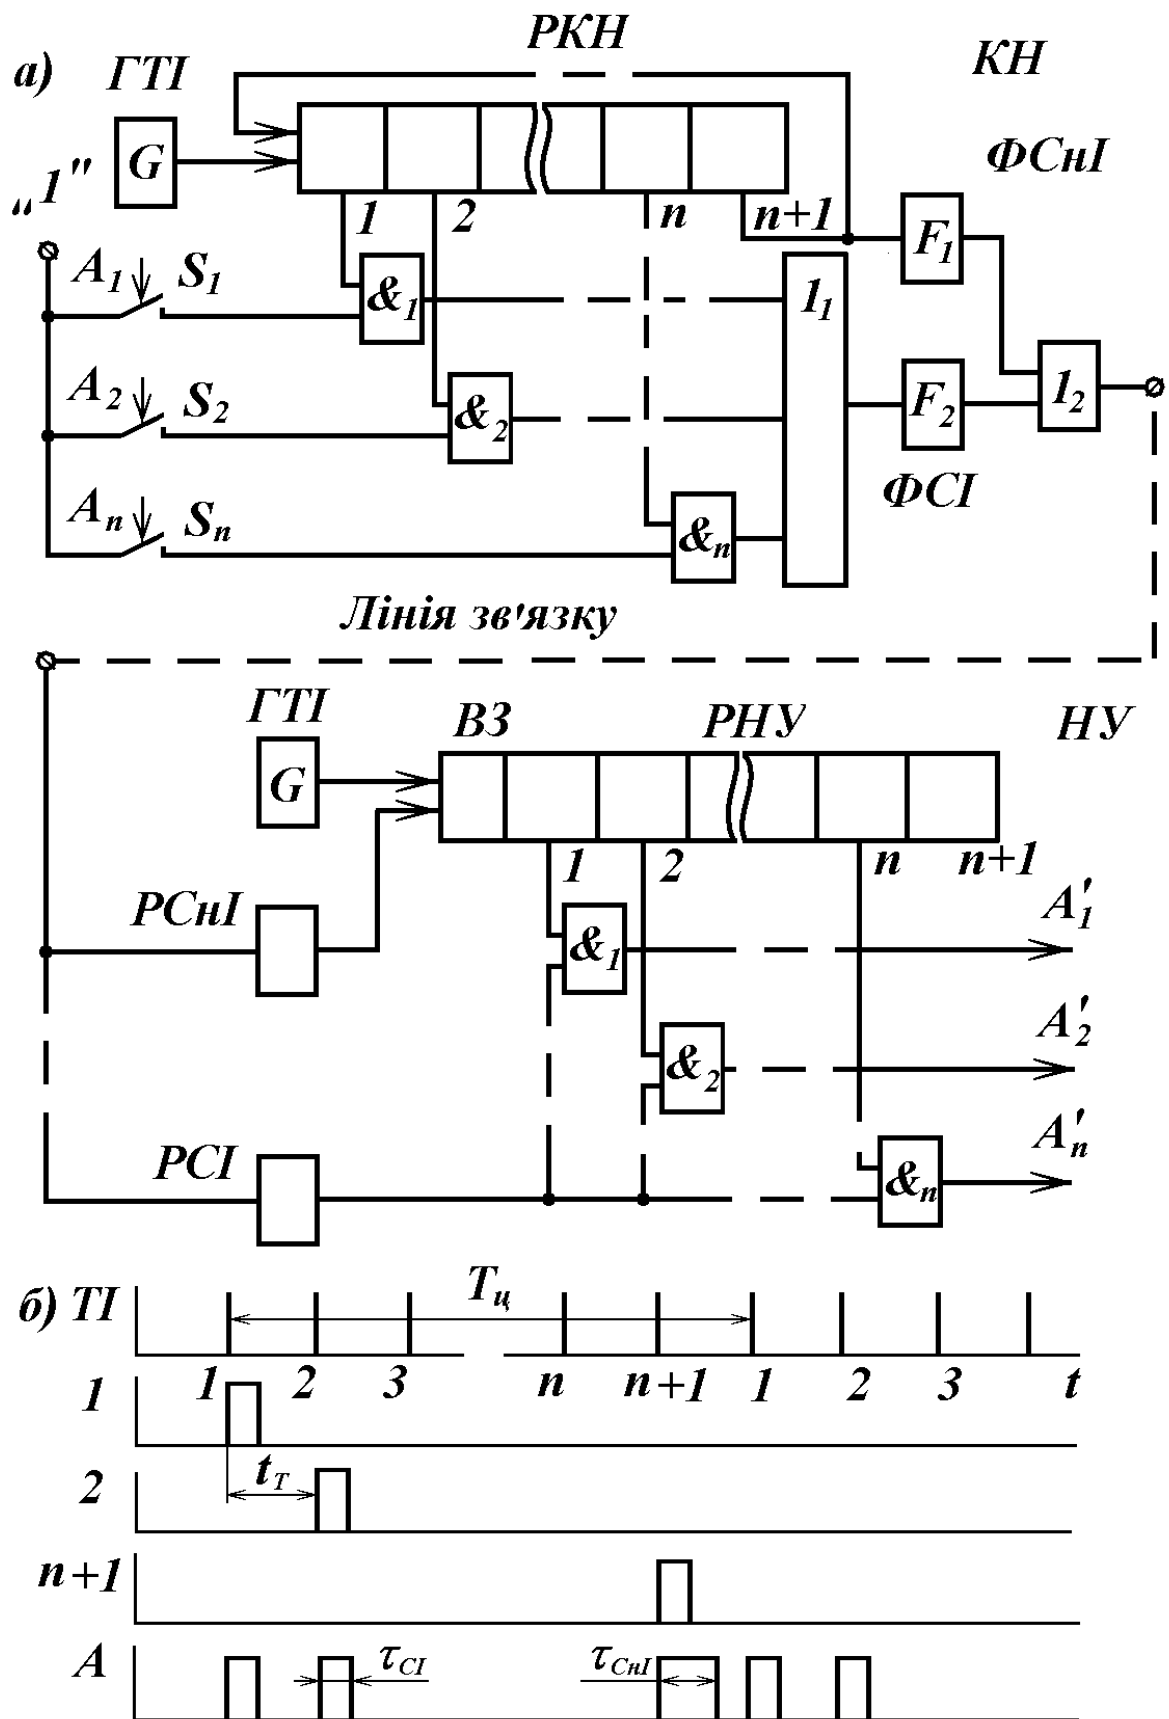 РКН
а) ГТІ КН
G ФСнІ
„1"
1 2 n n+1 F1
A1 S1 &1 11
A2 S2 &2 F2 12
ФСІ
An Sn &n
Лінія зв'язку
ГТІ ВЗ РНУ НУ
G
1 2 n n+1
РСнІ &1 A'1
&2 A'2
РСІ &n A'n
б) ТІ Tц
1 2 3 n n+1 1 2 3 t
1
tT
2
n+1
A τСІ τСнІ